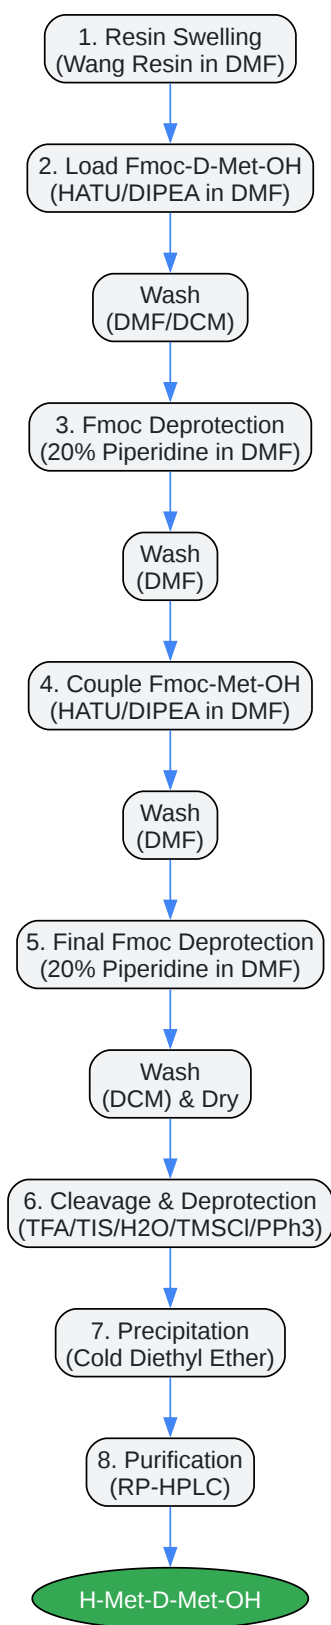 1. Resin Swelling
(Wang Resin in DMF)
2. Load Fmoc-D-Met-OH
(HATU/DIPEA in DMF)
Wash
(DMF/DCM)
3. Fmoc Deprotection
(20% Piperidine in DMF)
Wash
(DMF)
4. Couple Fmoc-Met-OH
(HATU/DIPEA in DMF)
Wash
(DMF)
5. Final Fmoc Deprotection
(20% Piperidine in DMF)
Wash
(DCM) & Dry
6. Cleavage & Deprotection
(TFA/TIS/H2O/TMSCl/PPh3)
7. Precipitation
(Cold Diethyl Ether)
8. Purification
(RP-HPLC)
H-Met-D-Met-OH